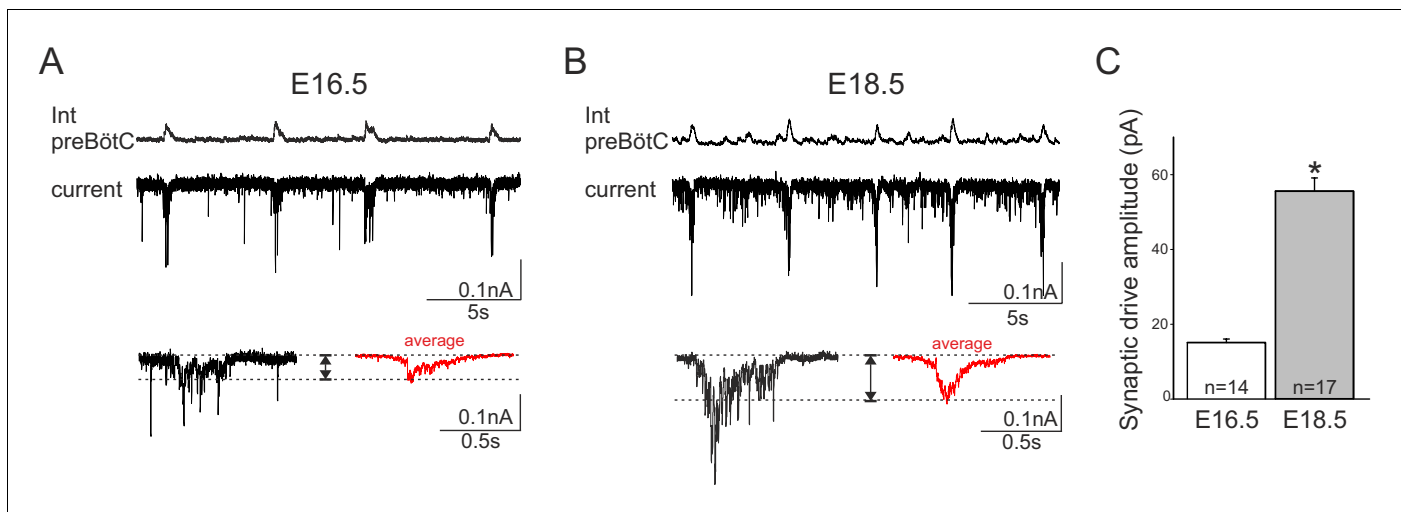 A
E16.5
Int
preBötC
current
0.1nA
5s
average
0.1nA
0.5s
B
E18.5
Int
preBötC
current
0.1nA
5s
average
0.1nA
0.5s
C
Synaptic drive amplitude (pA)
60
40
20
0
*
n=14
n=17
E16.5
E18.5